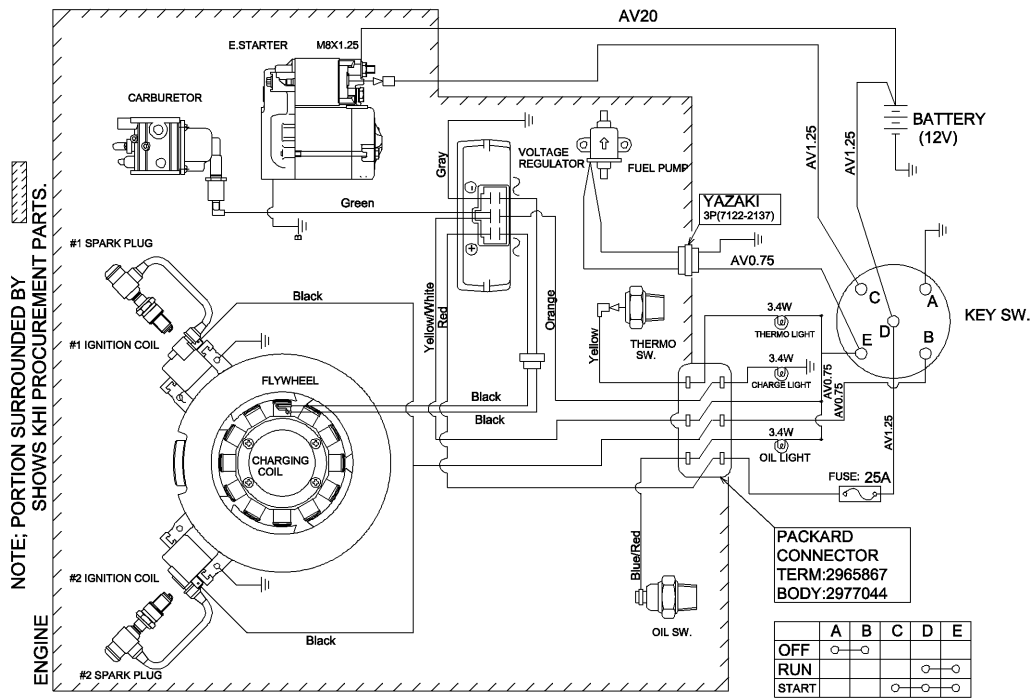 AV20
E.STARTER
M8X1.25
CARBURETOR
BATTERY
(12V)
VOLTAGE
REGULATOR
FUEL PUMP
Gray
AV1.25
AV1.25
Green
B
YAZAKI
3P(7122-2137)
AV0.75
#1 SPARK PLUG
Black
Yellow/White
Red
Orange
Yellow
THERMO
SW.
3.4W
THERMO LIGHT
C
A
D
E
B
KEY SW.
#1 IGNITION COIL
FLYWHEEL
Black
Black
3.4W
CHARGE LIGHT
AV0.75
AV0.75
AV1.25
CHARGING
COIL
3.4W
OIL LIGHT
FUSE: 25A
PACKARD
CONNECTOR
TERM:2965867
BODY:2977044
Blue/Red
OIL SW.
#2 IGNITION COIL
Black
#2 SPARK PLUG
NOTE; PORTION SURROUNDED BY
SHOWS KHI PROCUREMENT PARTS.
ENGINE
A B C D E
OFF
RUN
START